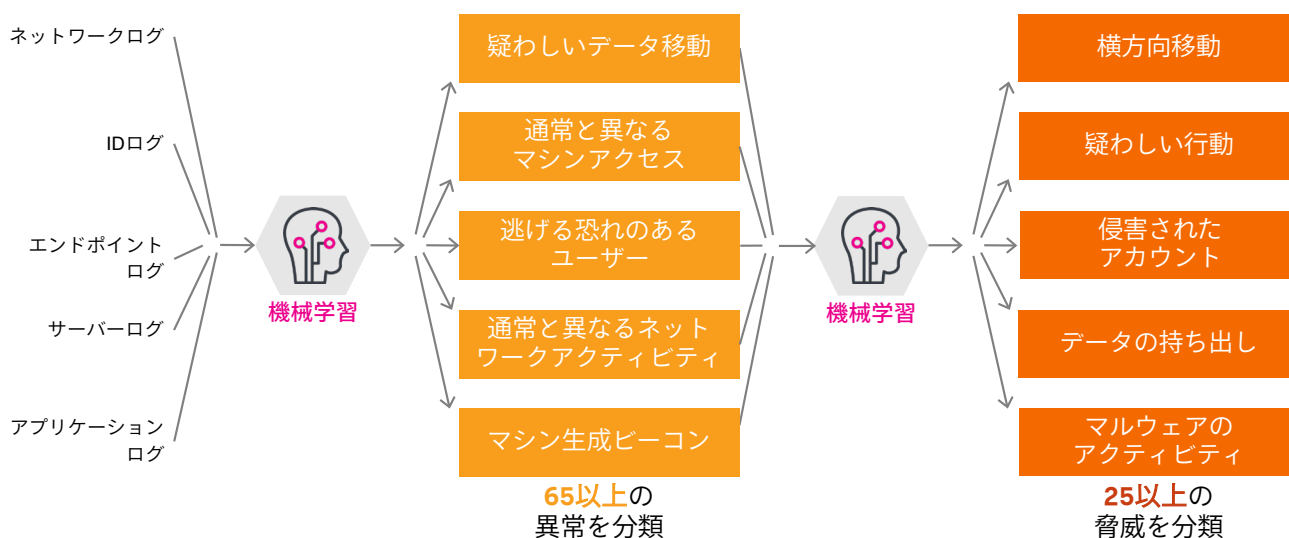 ネットワークログ
IDログ
エンドポイント
ログ
サーバーログ
アプリケーション
ログ
機械学習
疑わしいデータ移動
通常と異なる
マシンアクセス
逃げる恐れのある
ユーザー
通常と異なるネット
ワークアクティビティ
マシン生成ビーコン
65以上の
異常を分類
機械学習
横方向移動
疑わしい行動
侵害された
アカウント
データの持ち出し
マルウェアの
アクティビティ
25以上の
脅威を分類